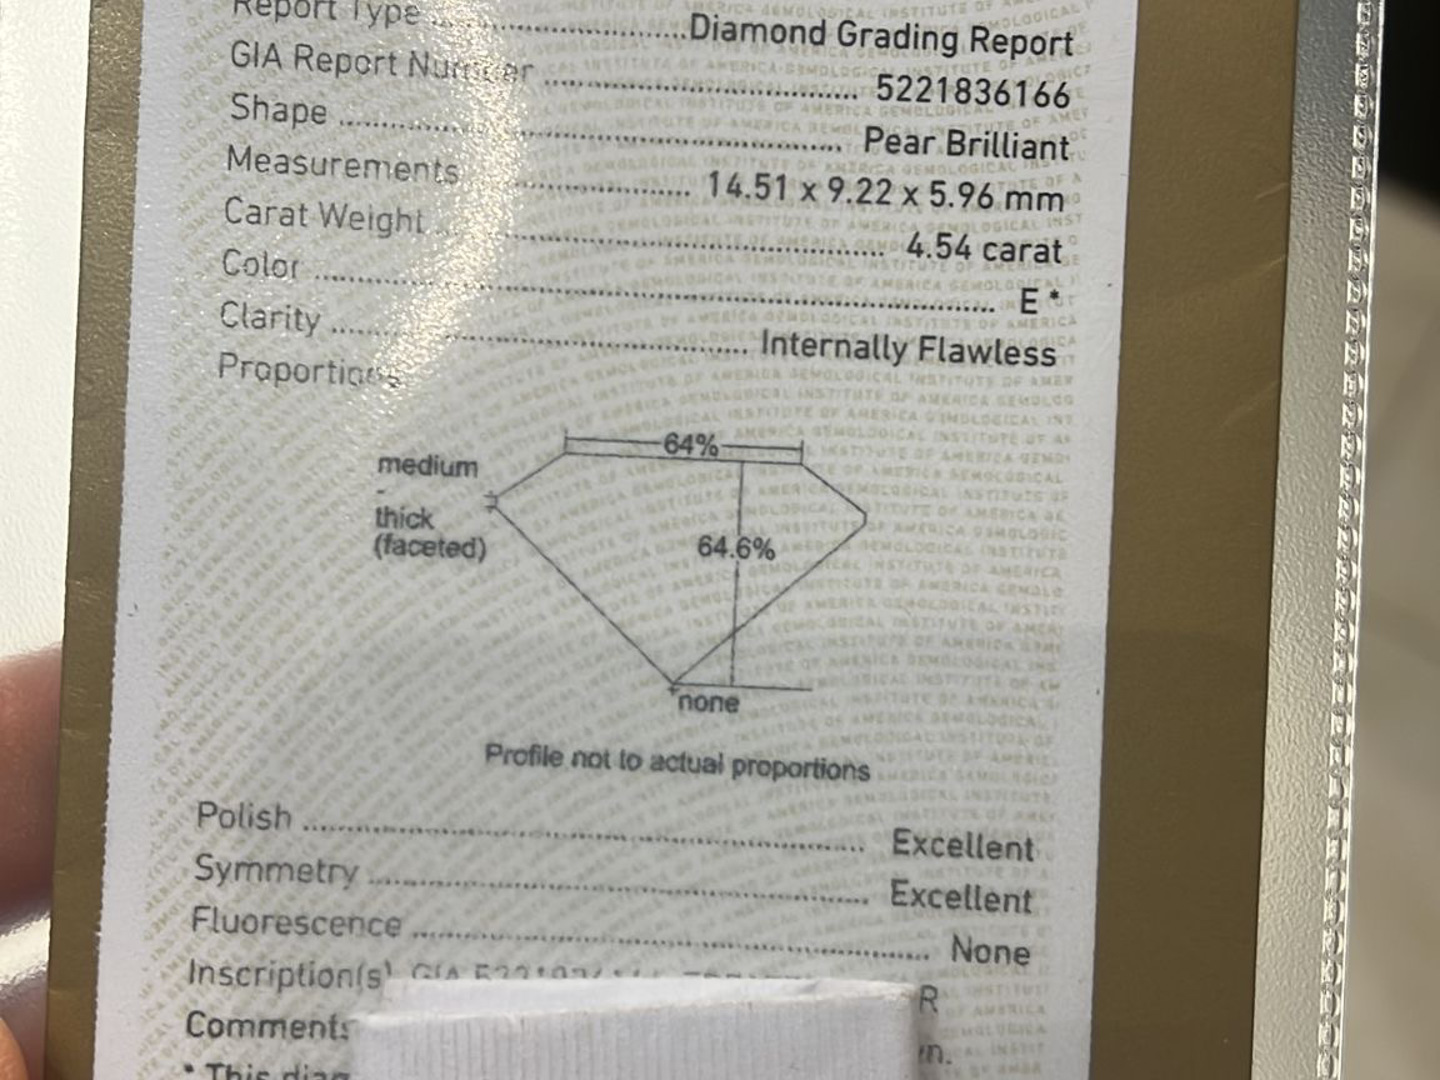 Report Type ........ Diamond Grading Report
GIA Report Number ........ 5221836166
Shape ........ Pear Brilliant
Measurements ........ 14.51 x 9.22 x 5.96 mm
Carat Weight ........ 4.54 carat
Color ........ E *
Clarity ........ Internally Flawless
Proportions
64%
medium
-
thick
(faceted)
64.6%
none
Profile not to actual proportions
Polish ........ Excellent
Symmetry ........ Excellent
Fluorescence ........ None
Inscription(s) GIA R
Comments
* This